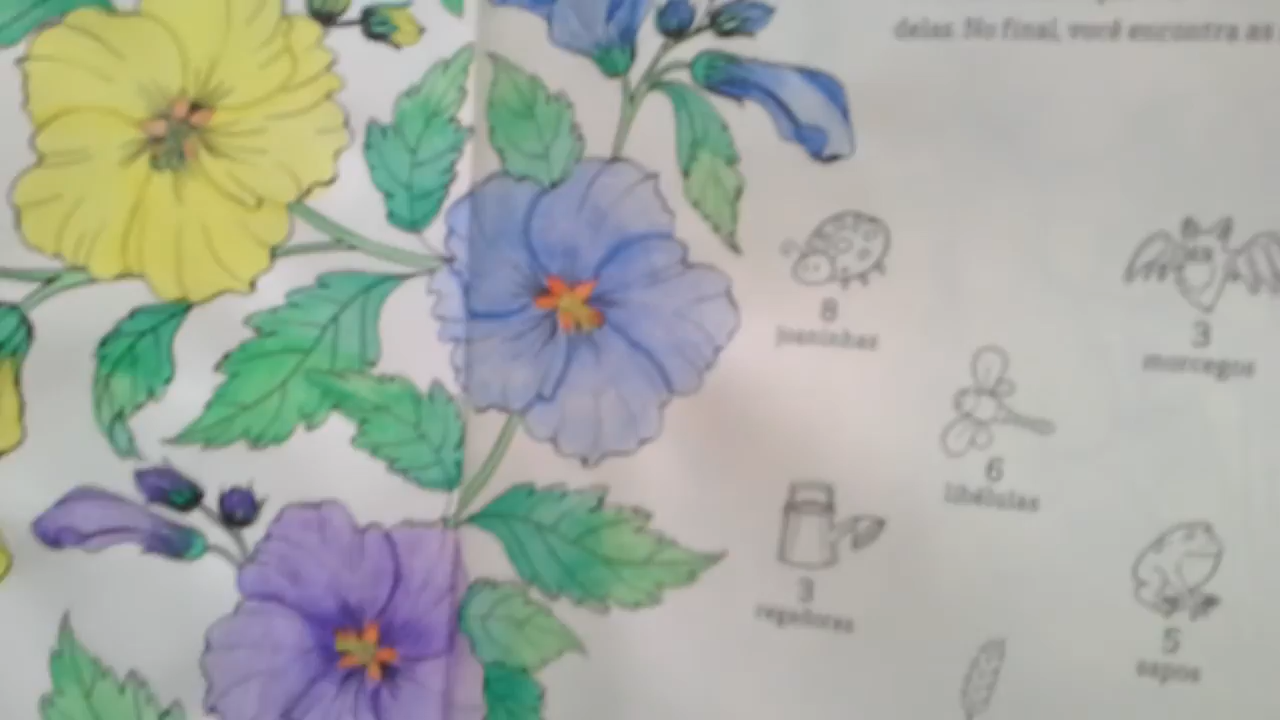 delas. No final, você encontra as
8
joaninhas
3
morcegos
6
libélulas
3
regadores
5
sapos